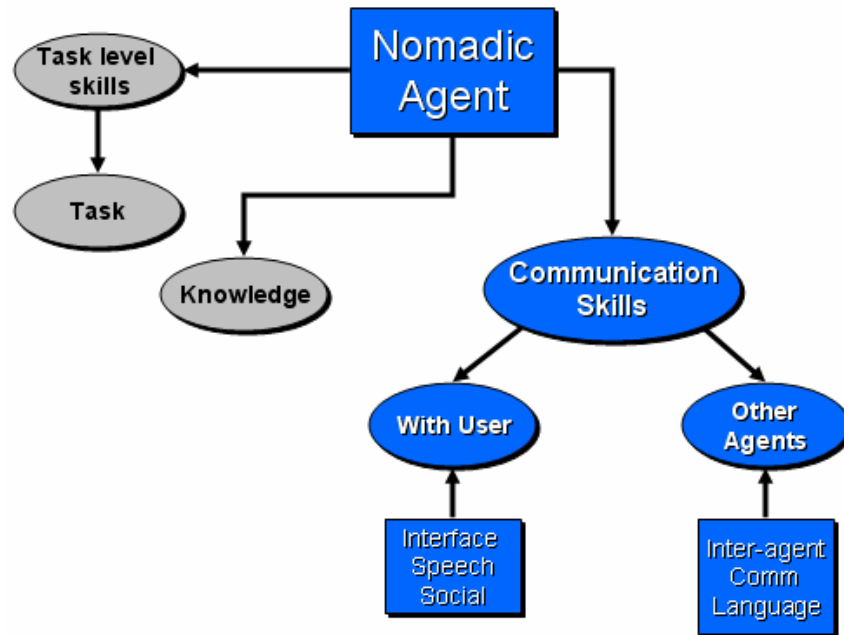 Nomadic
Agent
Task level
skills
Task
Knowledge
Communication
Skills
With User
Other
Agents
Interface
Speech
Social
Inter-agent
Comm
Language